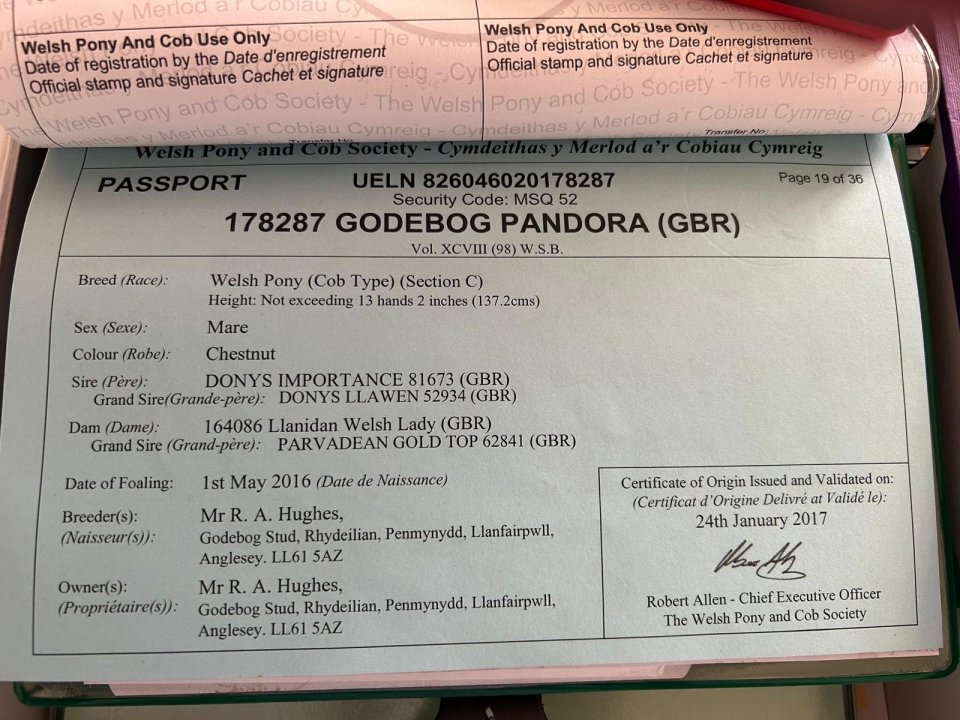 Welsh Pony And Cob Use Only
Date of registration by the Date d'enregistrement
Official stamp and signature Cachet et signature
Welsh Pony And Cob Use Only
Date of registration by the Date d'enregistrement
Official stamp and signature Cachet et signature
Transfer No
Welsh Pony and Cob Society - Cymdeithas y Merlod a'r Cobiau Cymreig
PASSPORT
UELN 826046020178287
Page 19 of 36
Security Code: MSQ 52
178287 GODEBOG PANDORA (GBR)
Vol. XCVIII (98) W.S.B.
Breed (Race): Welsh Pony (Cob Type) (Section C)
Height: Not exceeding 13 hands 2 inches (137.2cms)
Sex (Sexe): Mare
Colour (Robe): Chestnut
Sire (Père): DONYS IMPORTANCE 81673 (GBR)
Grand Sire(Grande-père): DONYS LLAWEN 52934 (GBR)
Dam (Dame): 164086 Llanidan Welsh Lady (GBR)
Grand Sire (Grand-père): PARVADEAN GOLD TOP 62841 (GBR)
Date of Foaling: 1st May 2016 (Date de Naissance)
Breeder(s): Mr R. A. Hughes,
(Naisseur(s)): Godebog Stud, Rhydeilian, Penmynydd, Llanfairpwll,
Anglesey. LL61 5AZ
Owner(s): Mr R. A. Hughes,
(Propriétaire(s)): Godebog Stud, Rhydeilian, Penmynydd, Llanfairpwll,
Anglesey. LL61 5AZ
Certificate of Origin Issued and Validated on:
(Certificat d'Origine Delivré at Validé le):
24th January 2017
Robert Allen - Chief Executive Officer
The Welsh Pony and Cob Society